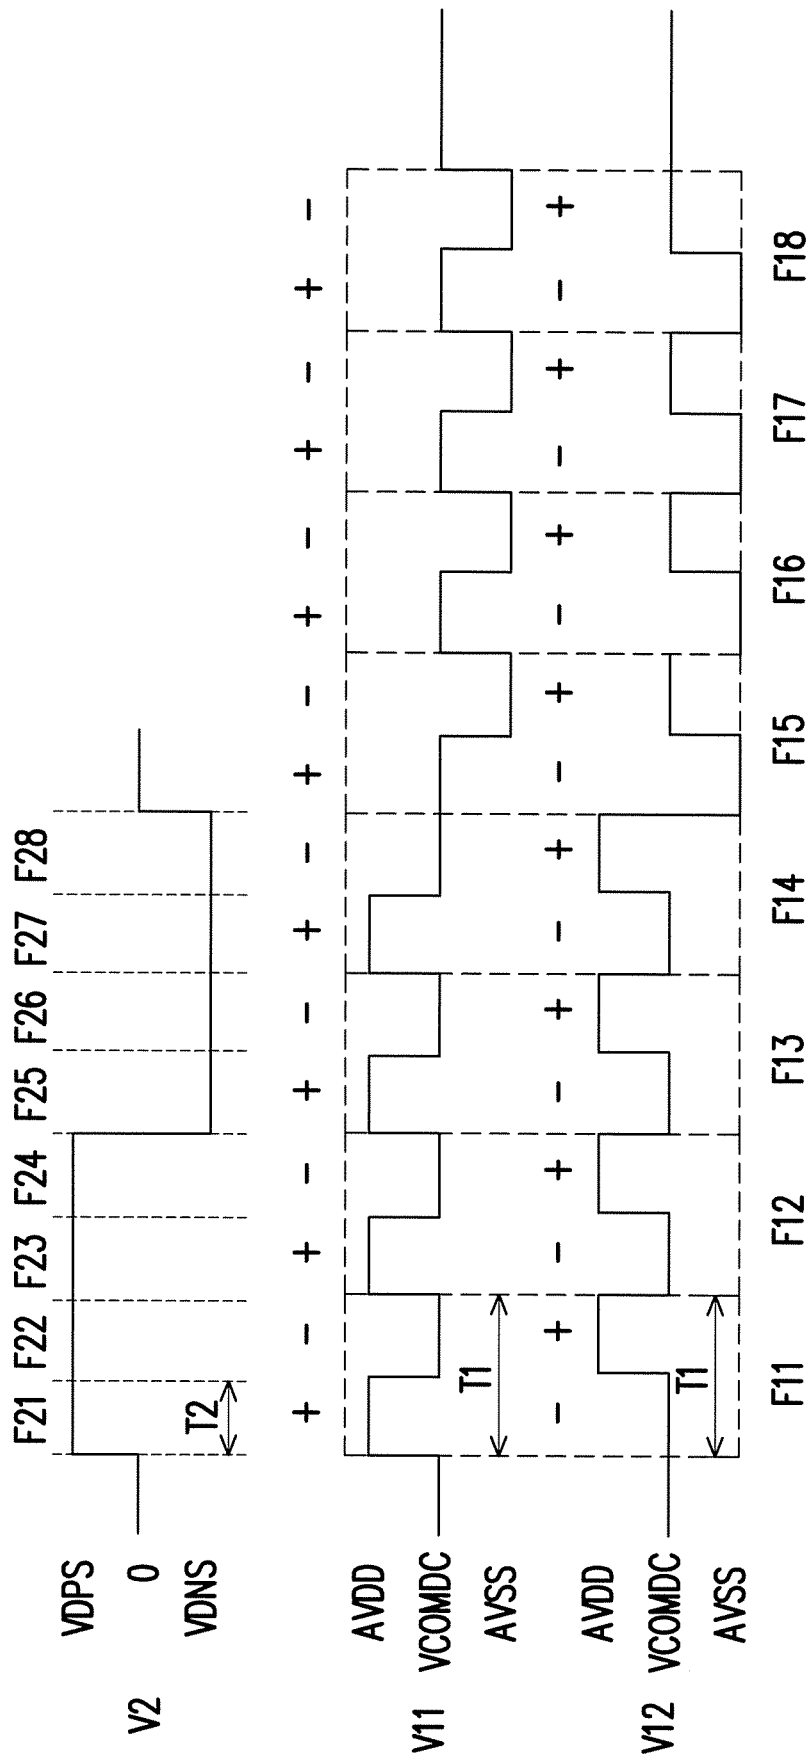 F21 F22 F23 F24 F25 F26 F27 F28
VDPS
V2 0
VDNS
T2
+ - + - + - + - + - + - + - + -
AVDD
V11 VCOMDC
AVSS
T1
- + - + - + - + - + - + - + - +
AVDD
V12 VCOMDC
AVSS
T1
F11 F12 F13 F14 F15 F16 F17 F18